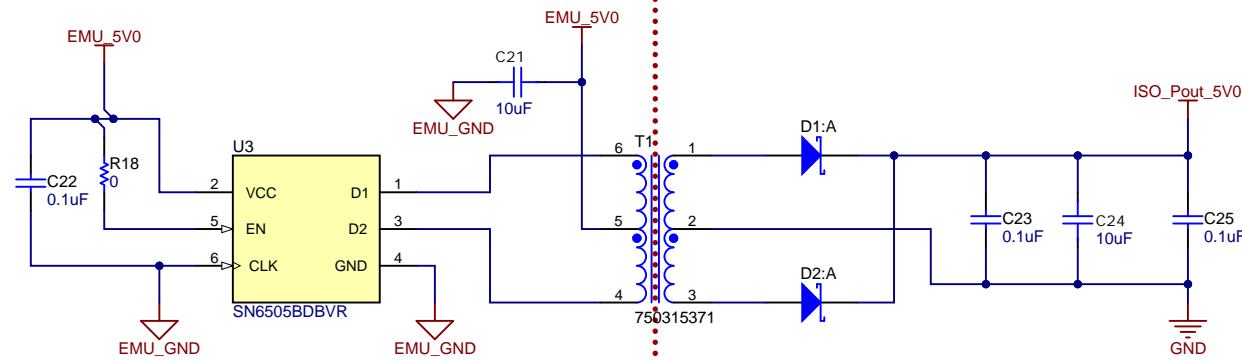 EMU_5V0
EMU_5V0
C21
10uF
EMU_GND
ISO_Pout_5V0
D1:A
T1
U3
R18
0
C22
0.1uF
2
VCC
D1
1
5
EN
D2
3
6
CLK
GND
4
SN6505BDBVR
6
1
5
2
4
3
750315371
D2:A
C23
0.1uF
C24
10uF
C25
0.1uF
EMU_GND
EMU_GND
GND